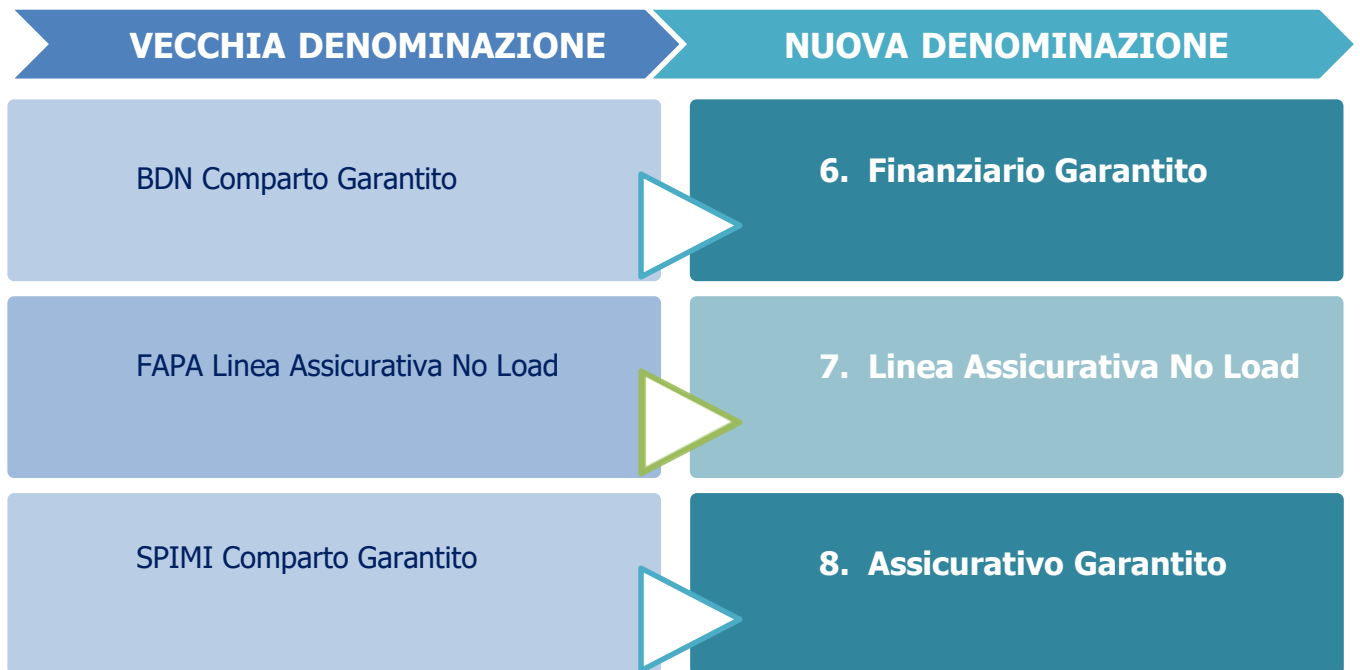 VECCHIA DENOMINAZIONE
NUOVA DENOMINAZIONE
BDN Comparto Garantito
6. Finanziario Garantito
FAPA Linea Assicurativa No Load
7. Linea Assicurativa No Load
SPIMI Comparto Garantito
8. Assicurativo Garantito